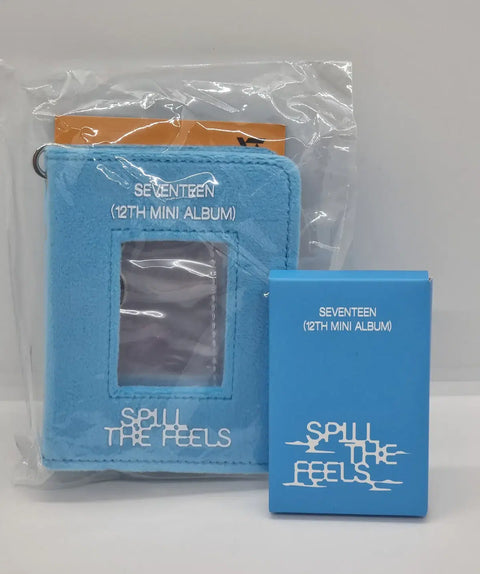 SEVENTEEN
(12TH MINI ALBUM)
SPILL
THE FEELS
SEVENTEEN
(12TH MINI ALBUM)
SPILL
THE
FEELS